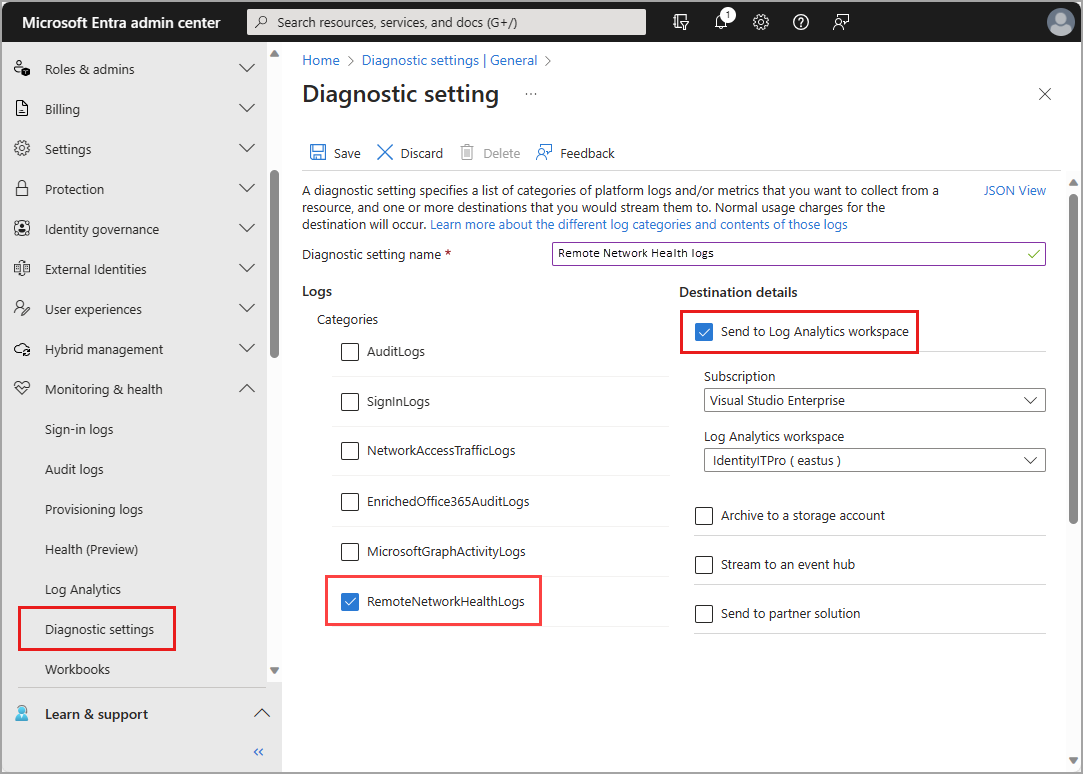 Microsoft Entra admin center
Search resources, services, and docs (G+/)
1
Roles & admins
Billing
Settings
Protection
Identity governance
External Identities
User experiences
Hybrid management
Monitoring & health
Sign-in logs
Audit logs
Provisioning logs
Health (Preview)
Log Analytics
Diagnostic settings
Workbooks
Learn & support
«
Home > Diagnostic settings | General >
Diagnostic setting ...
Save Discard Delete Feedback
A diagnostic setting specifies a list of categories of platform logs and/or metrics that you want to collect from a
resource, and one or more destinations that you would stream them to. Normal usage charges for the
destination will occur. Learn more about the different log categories and contents of those logs
JSON View
Diagnostic setting name *
Remote Network Health logs
Logs
Categories
AuditLogs
SignInLogs
NetworkAccessTrafficLogs
EnrichedOffice365AuditLogs
MicrosoftGraphActivityLogs
RemoteNetworkHealthLogs
Destination details
Send to Log Analytics workspace
Subscription
Visual Studio Enterprise
Log Analytics workspace
IdentityITPro ( eastus )
Archive to a storage account
Stream to an event hub
Send to partner solution